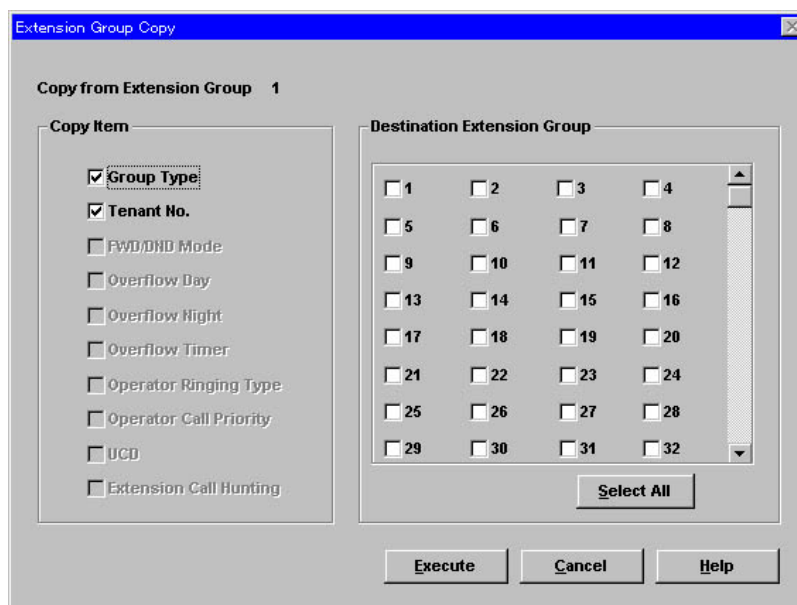 Extension Group Copy
Copy from Extension Group 1
Copy Item
Group Type
Tenant No.
FWD/DND Mode
Overflow Day
Overflow Night
Overflow Timer
Operator Ringing Type
Operator Call Priority
UCD
Extension Call Hunting
Destination Extension Group
1 2 3 4
5 6 7 8
9 10 11 12
13 14 15 16
17 18 19 20
21 22 23 24
25 26 27 28
29 30 31 32
Select All
Execute Cancel Help